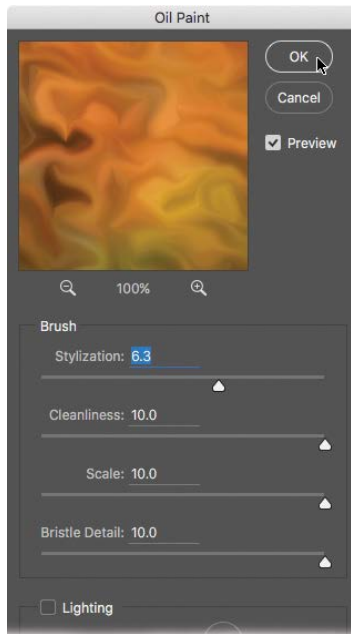 Oil Paint
OK
Cancel
Preview
100%
Brush
Stylization: 6.3
Cleanliness: 10.0
Scale: 10.0
Bristle Detail: 10.0
Lighting